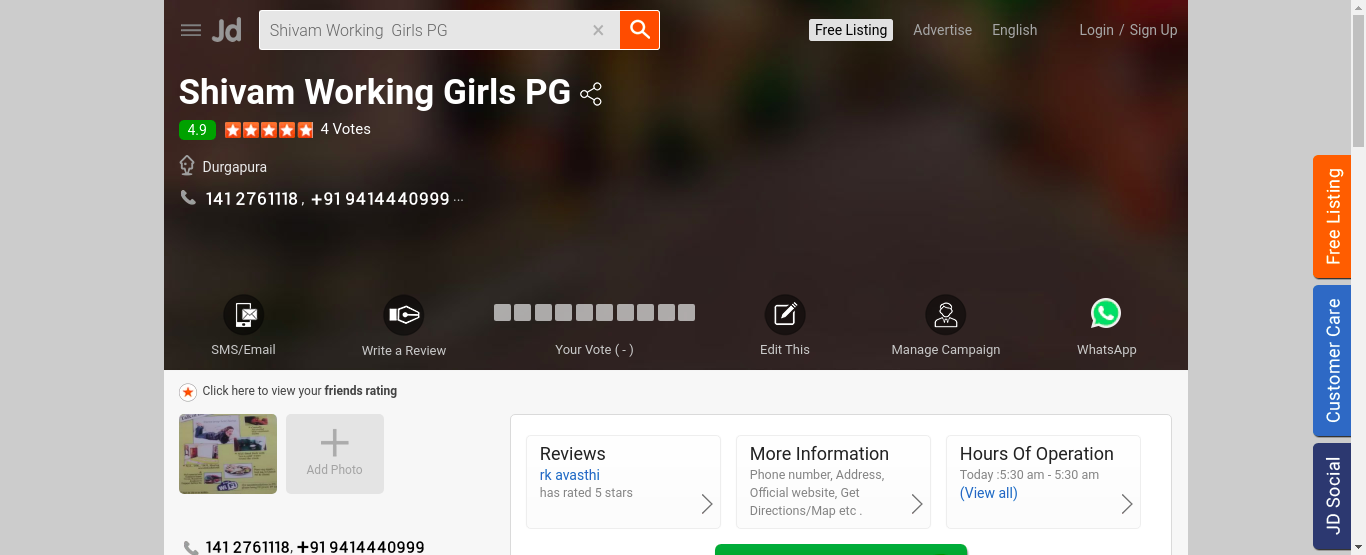 Jd
Shivam Working  Girls PG
Free Listing
Advertise
English
Login / Sign Up
Shivam Working Girls PG
4.9
4 Votes
Durgapura
141 2761118 , +91 9414440999 ...
SMS/Email
Write a Review
Your Vote ( - )
Edit This
Manage Campaign
WhatsApp
Click here to view your friends rating
Add Photo
Reviews
rk avasthi
has rated 5 stars
More Information
Phone number, Address,
Official website, Get
Directions/Map etc .
Hours Of Operation
Today :5:30 am - 5:30 am
(View all)
141 2761118, +91 9414440999
Free Listing
Customer Care
JD Social